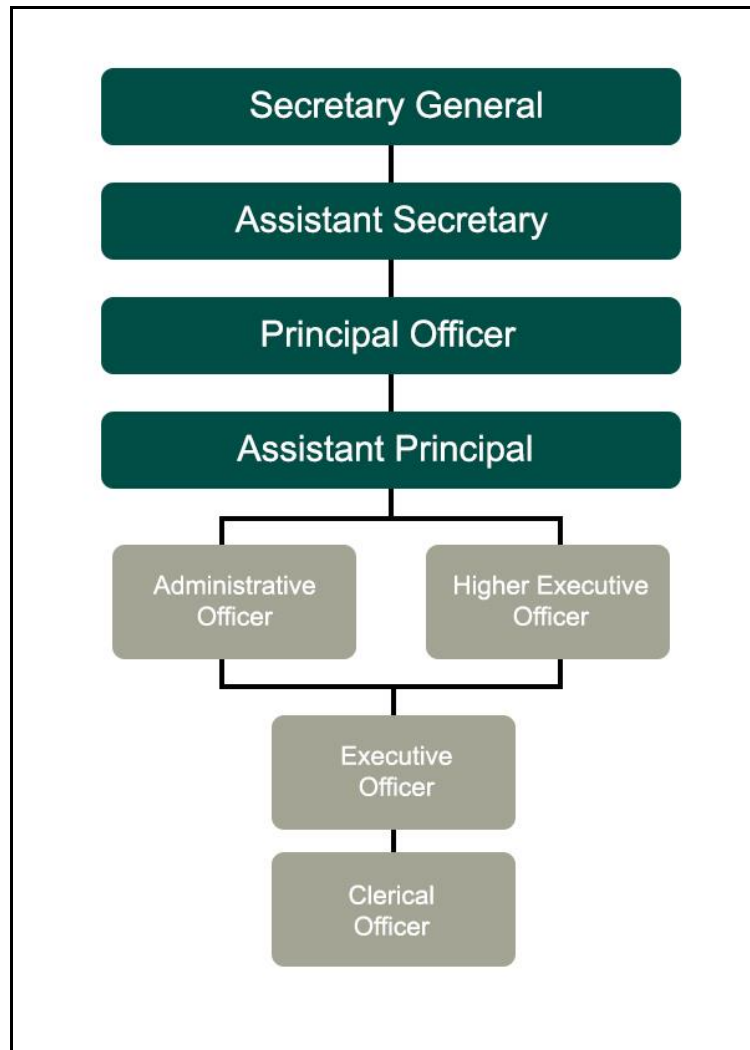 Secretary General
Assistant Secretary
Principal Officer
Assistant Principal
Administrative
Officer
Higher Executive
Officer
Executive
Officer
Clerical
Officer